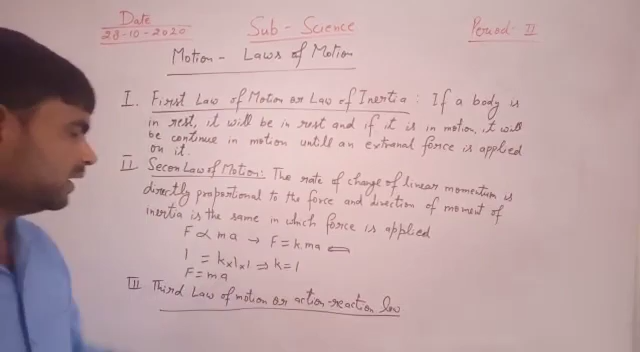 Date
28-10-2020
Sub - Science
Period - II
Motion - Laws of Motion
I. First Law of Motion or Law of Inertia : If a body is
in rest, it will be in rest and if it is in motion, it will
be continue in motion untill an extranal force is applied
on it.
II. Secon Law of Motion: The rate of change of linear momentum is
directly proportional to the force and direction of moment of
inertia is the same in which force is applied
F ∝ ma → F = k.ma
1 = k×1×1 ⇒ k=1
F = ma
III Third Law of motion or action-reaction law